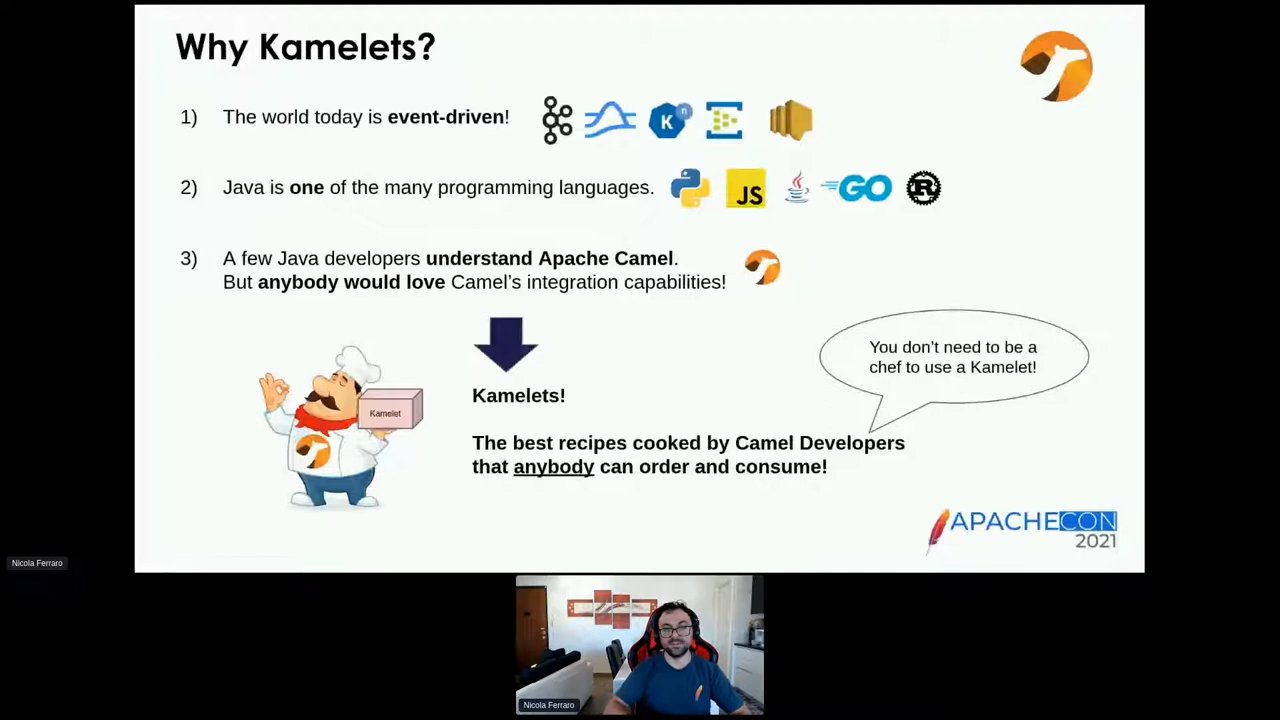 Why Kamelets?
1) The world today is event-driven!
K n
2) Java is one of the many programming languages.
JS
GO
R
3) A few Java developers understand Apache Camel.
But anybody would love Camel's integration capabilities!
You don't need to be a
chef to use a Kamelet!
Kamelet
Kamelets!
The best recipes cooked by Camel Developers
that anybody can order and consume!
APACHECON
2021
Nicola Ferraro
Nicola Ferraro